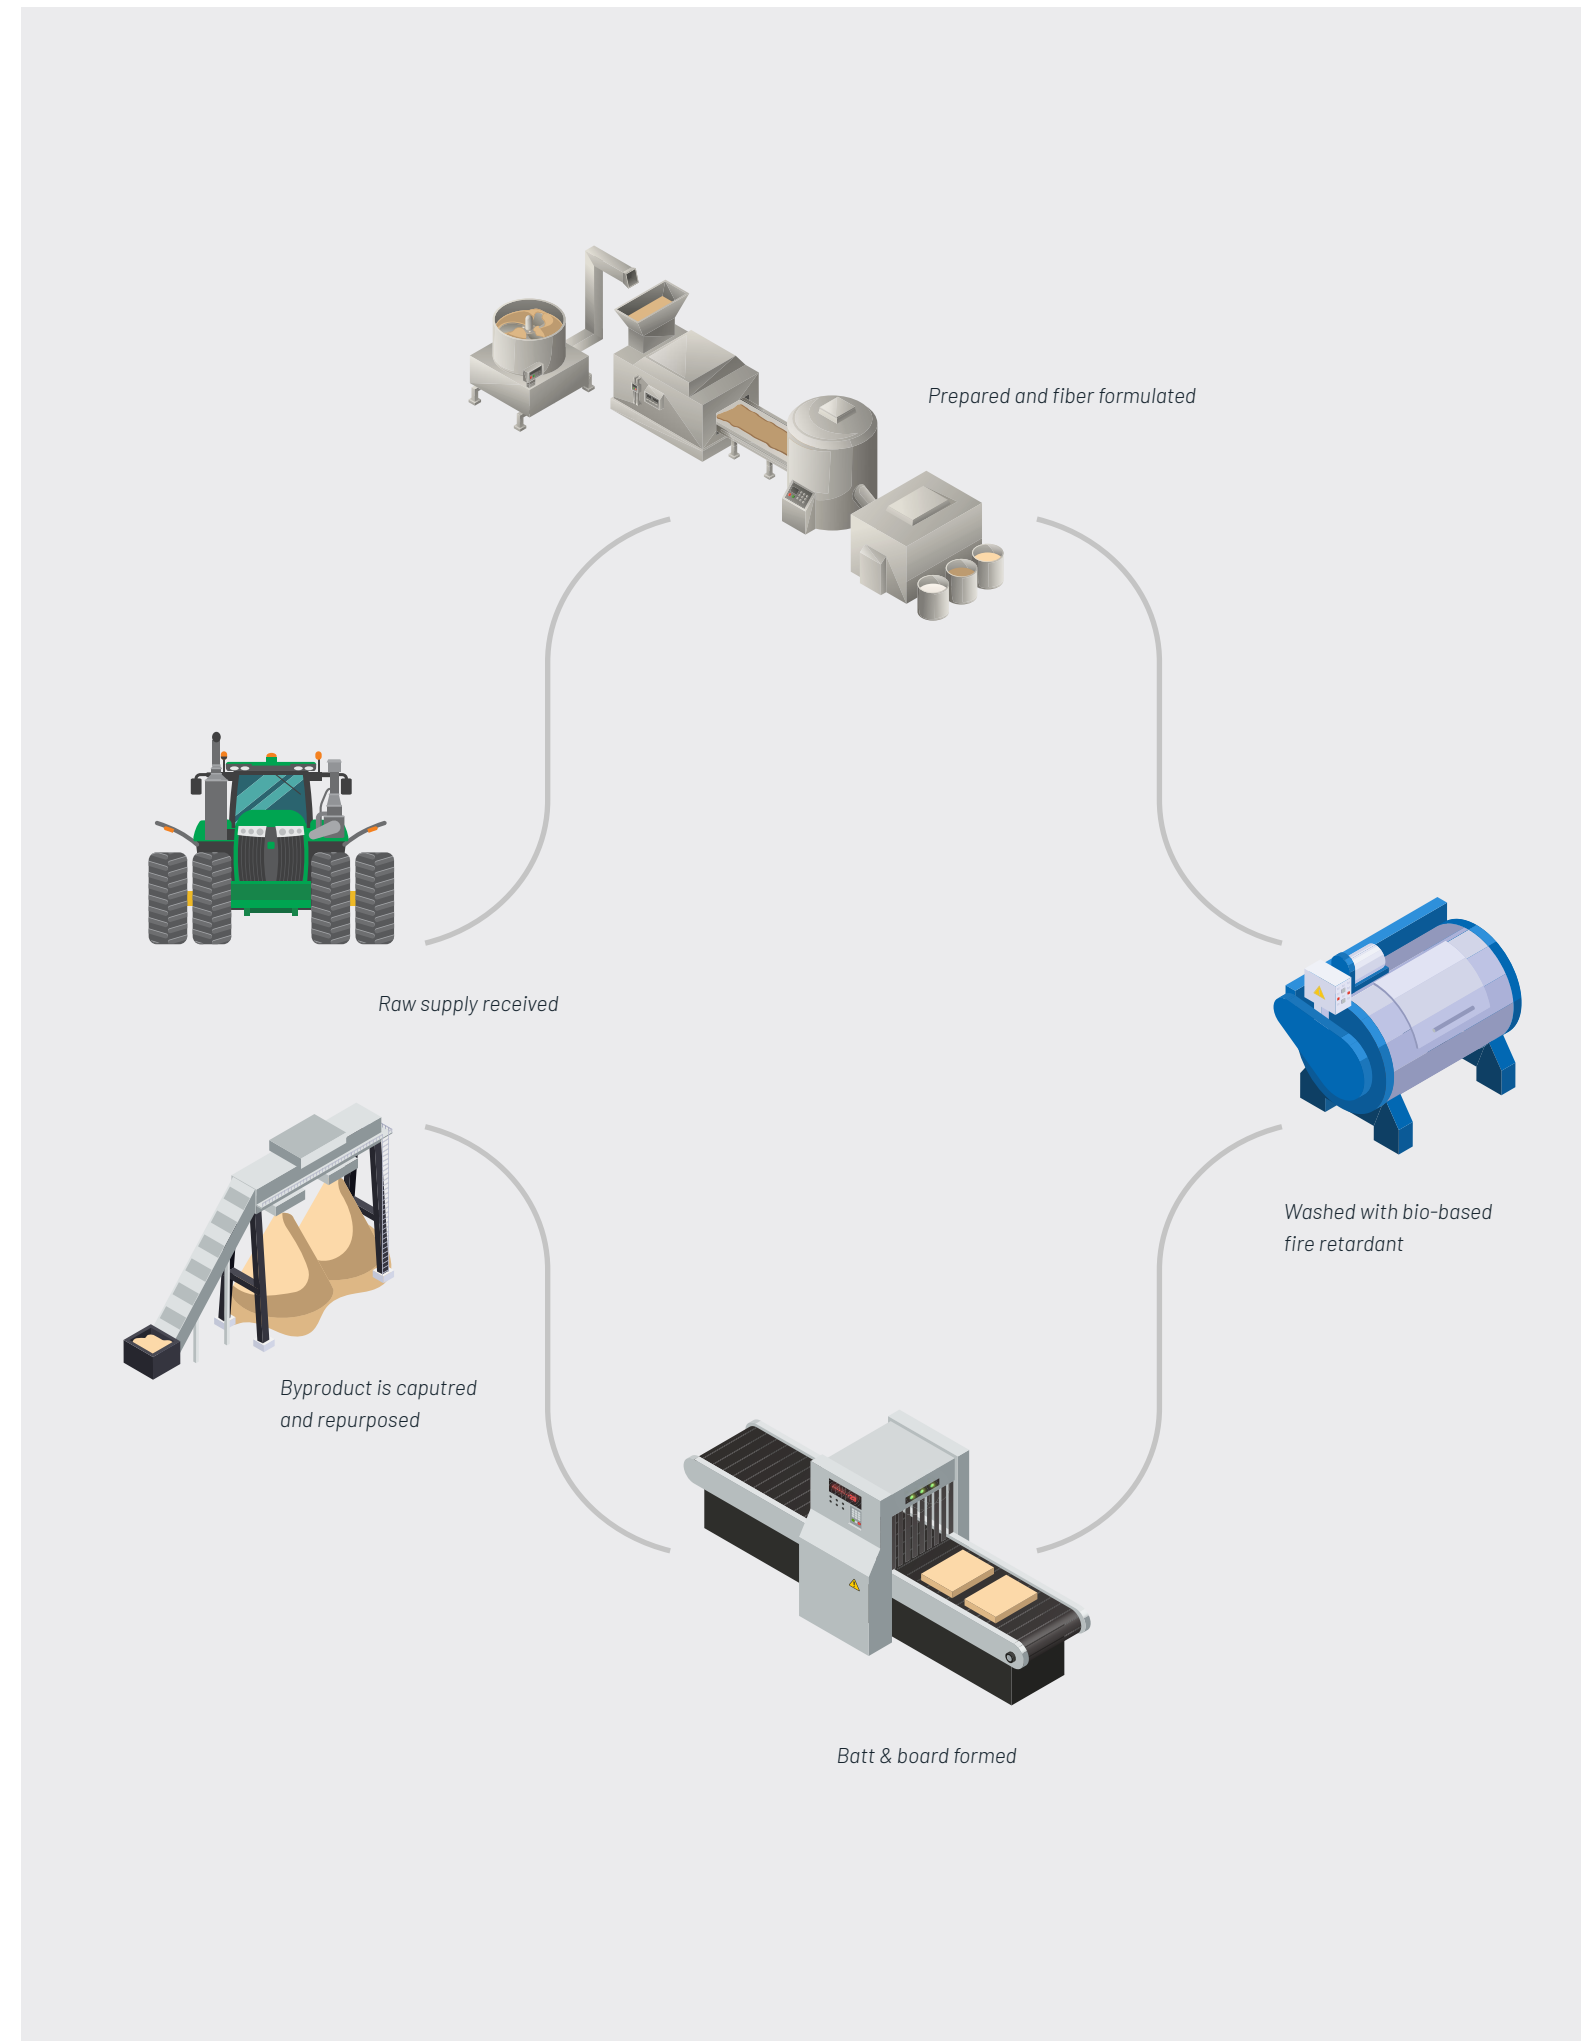 Prepared and fiber formulated
Raw supply received
Washed with bio-based
fire retardant
Byproduct is caputred
and repurposed
Batt & board formed